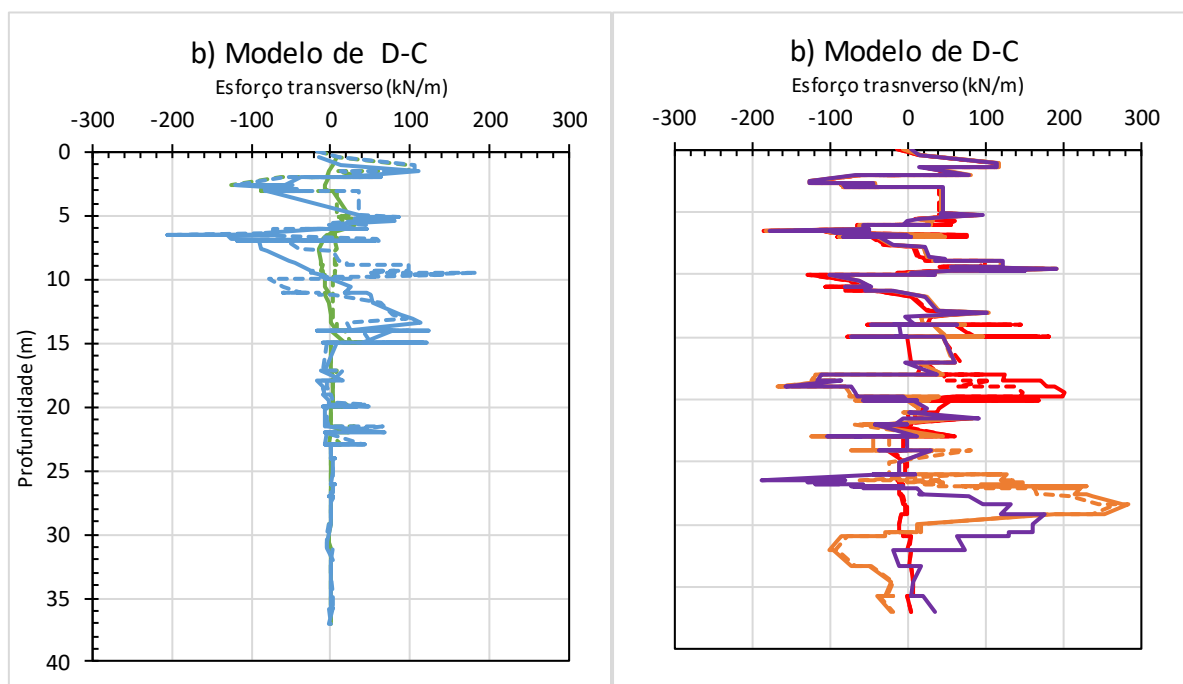 b) Modelo de D-C
Esforço transverso (kN/m)
-300 -200 -100 0 100 200 300
0
5
10
15
20
25
30
35
40
Profundidade (m)
b) Modelo de D-C
Esforço trasnverso (kN/m)
-300 -200 -100 0 100 200 300